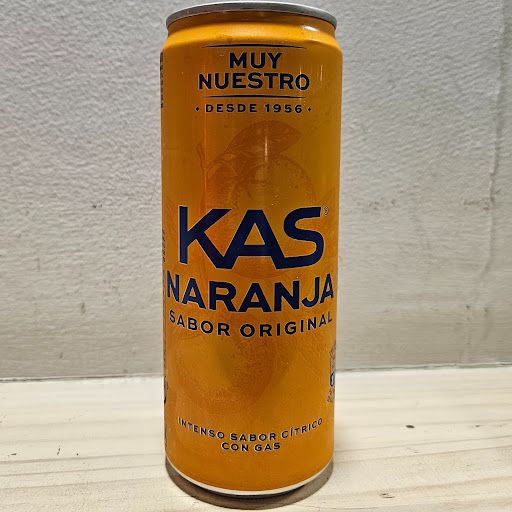 MUY
NUESTRO
• DESDE 1956 •
KAS®
NARANJA
SABOR ORIGINAL
INTENSO SABOR CÍTRICO
CON GAS